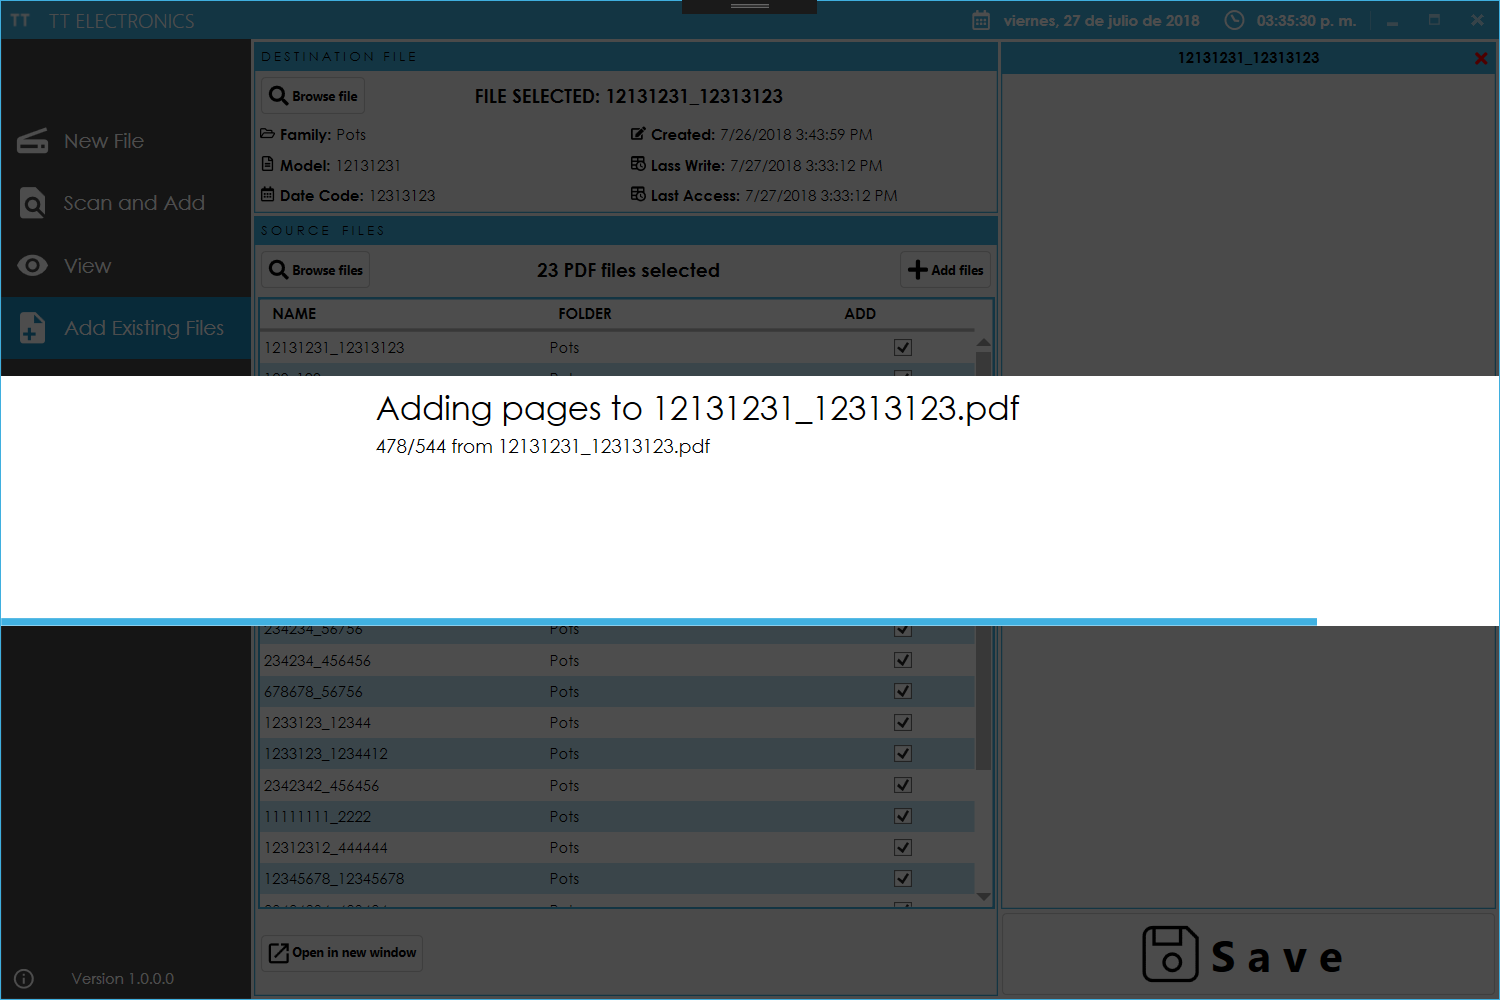 TT TT ELECTRONICS
viernes, 27 de julio de 2018 03:35:30 p. m.
New File
Scan and Add
View
Add Existing Files
DESTINATION FILE
Browse file
FILE SELECTED: 12131231_12313123
Family: Pots
Created: 7/26/2018 3:43:59 PM
Model: 12131231
Lass Write: 7/27/2018 3:33:12 PM
Date Code: 12313123
Last Access: 7/27/2018 3:33:12 PM
SOURCE FILES
Browse files
23 PDF files selected
Add files
NAME FOLDER ADD
12131231_12313123 Pots
12131231_12313123
Adding pages to 12131231_12313123.pdf
478/544 from 12131231_12313123.pdf
234234_56756 Pots
234234_456456 Pots
678678_56756 Pots
1233123_12344 Pots
1233123_1234412 Pots
2342342_456456 Pots
11111111_2222 Pots
12312312_444444 Pots
12345678_12345678 Pots
Open in new window
Save
Version 1.0.0.0